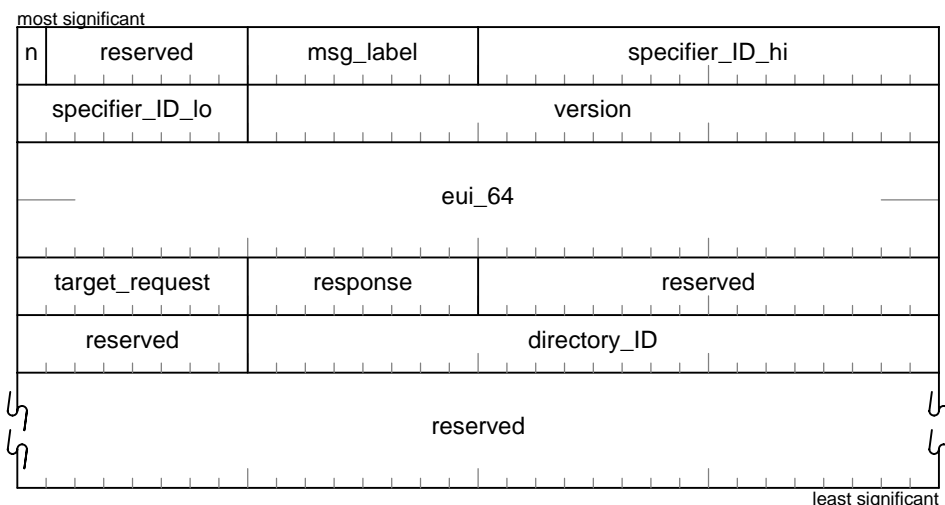 most significant
n reserved msg_label specifier_ID_hi
specifier_ID_lo version
eui_64
target_request response reserved
reserved directory_ID
reserved
least significant